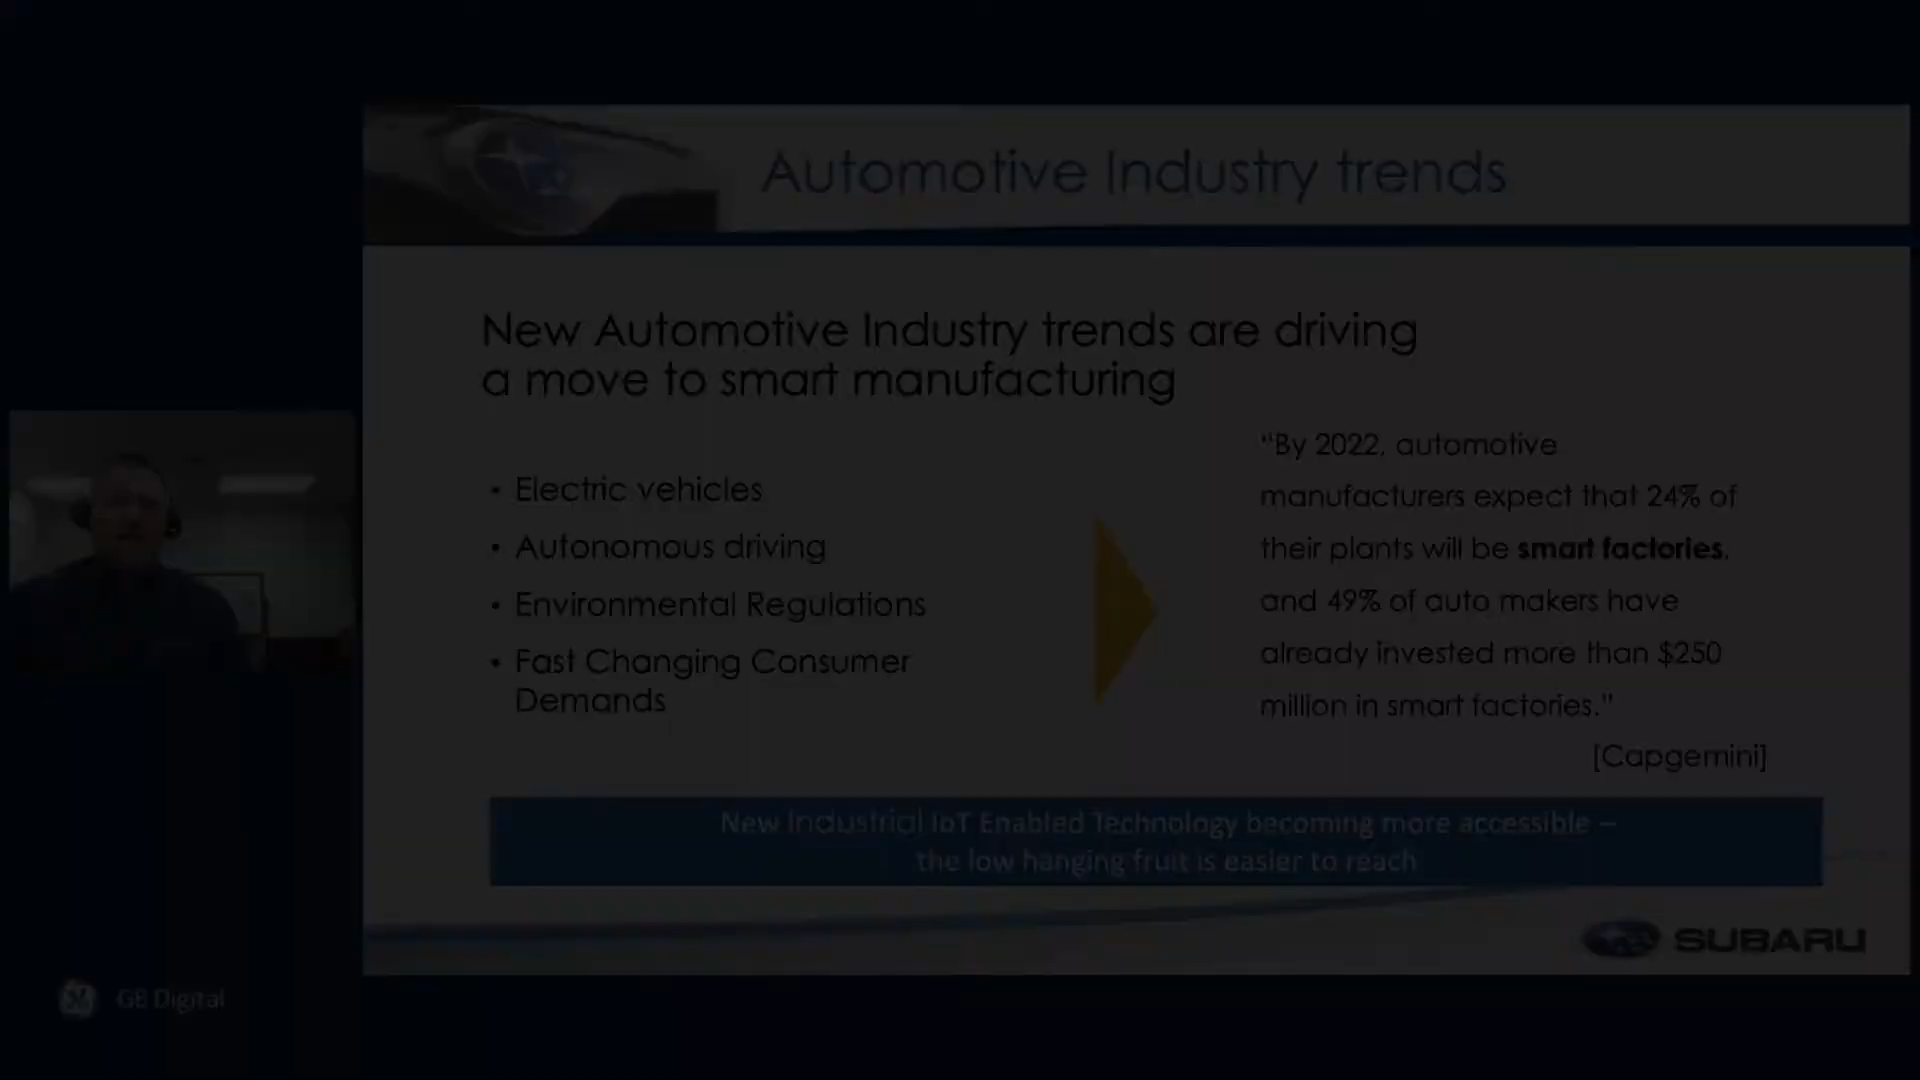 Automotive Industry trends
New Automotive Industry trends are driving
a move to smart manufacturing
• Electric vehicles
• Autonomous driving
• Environmental Regulations
• Fast Changing Consumer
Demands
“By 2022, automotive
manufacturers expect that 24% of
their plants will be smart factories,
and 49% of auto makers have
already invested more than $250
million in smart factories.”
[Capgemini]
New Industrial IoT Enabled Technology becoming more accessible –
the low hanging fruit is easier to reach
SUBARU
GE Digital